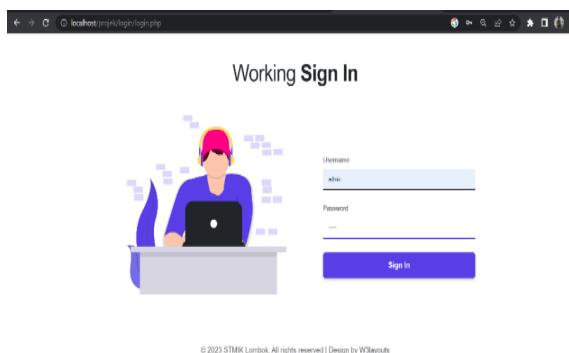 localhost/projek/login/login.php
Working Sign In
Username
admin
Password
Sign In
© 2023 STMIK Lombok. All rights reserved | Design by W3layouts